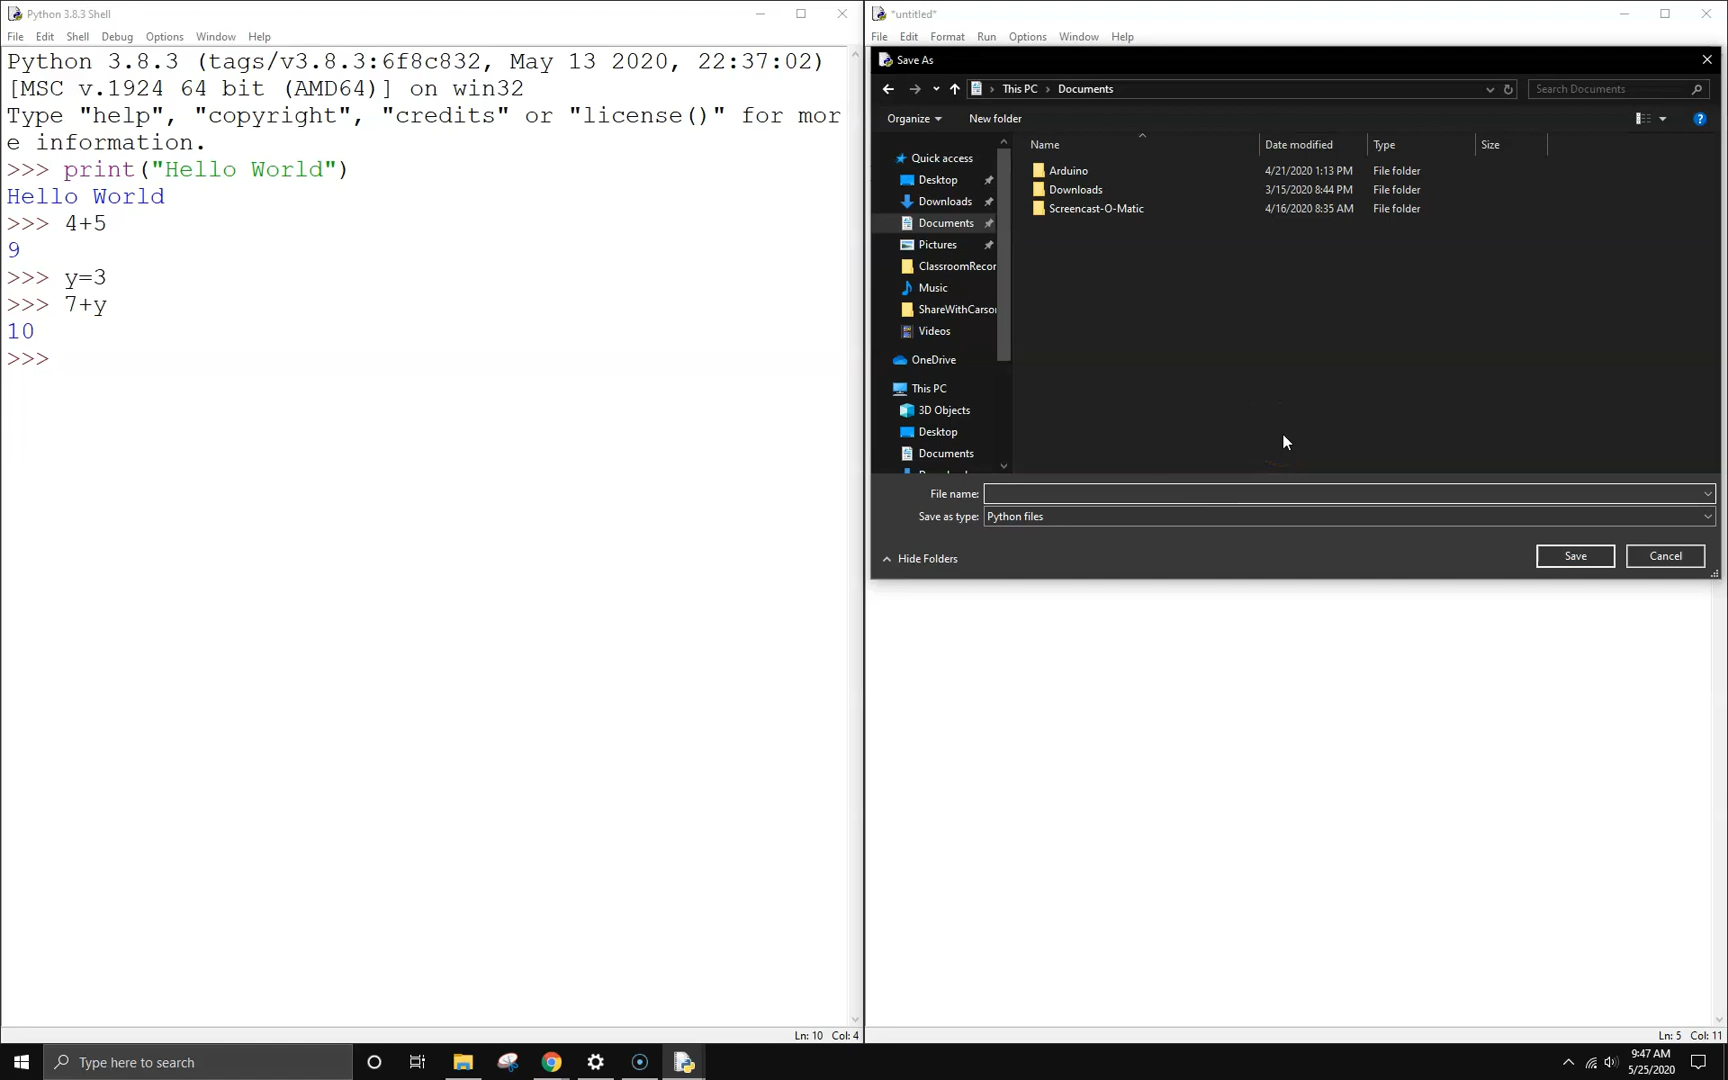 Python 3.8.3 Shell
File Edit Shell Debug Options Window Help
Python 3.8.3 (tags/v3.8.3:6f8c832, May 13 2020, 22:37:02)
[MSC v.1924 64 bit (AMD64)] on win32
Type "help", "copyright", "credits" or "license()" for mor
e information.
>>> print("Hello World")
Hello World
>>> 4+5
9
>>> y=3
>>> 7+y
10
>>>
Ln: 10 Col: 4
*untitled*
File Edit Format Run Options Window Help
Save As
This PC > Documents
Search Documents
Organize New folder
Quick access
Desktop
Downloads
Documents
Pictures
ClassroomRecor
Music
ShareWithCarson
Videos
OneDrive
This PC
3D Objects
Desktop
Documents
Name Date modified Type Size
Arduino 4/21/2020 1:13 PM File folder
Downloads 3/15/2020 8:44 PM File folder
Screencast-O-Matic 4/16/2020 8:35 AM File folder
File name:
Save as type: Python files
Hide Folders
Save Cancel
Ln: 5 Col: 11
Type here to search
9:47 AM
5/25/2020